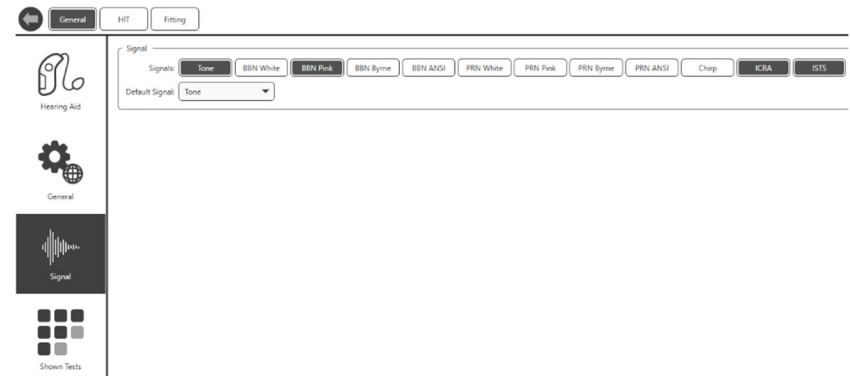 General HIT Fitting
Signal
Signals: Tone BBN White BBN Pink BBN Byrne BBN ANSI PRN White PRN Pink PRN Byrne PRN ANSI Chirp ICRA ISTS
Default Signal: Tone
Hearing Aid
General
Signal
Shown Tests